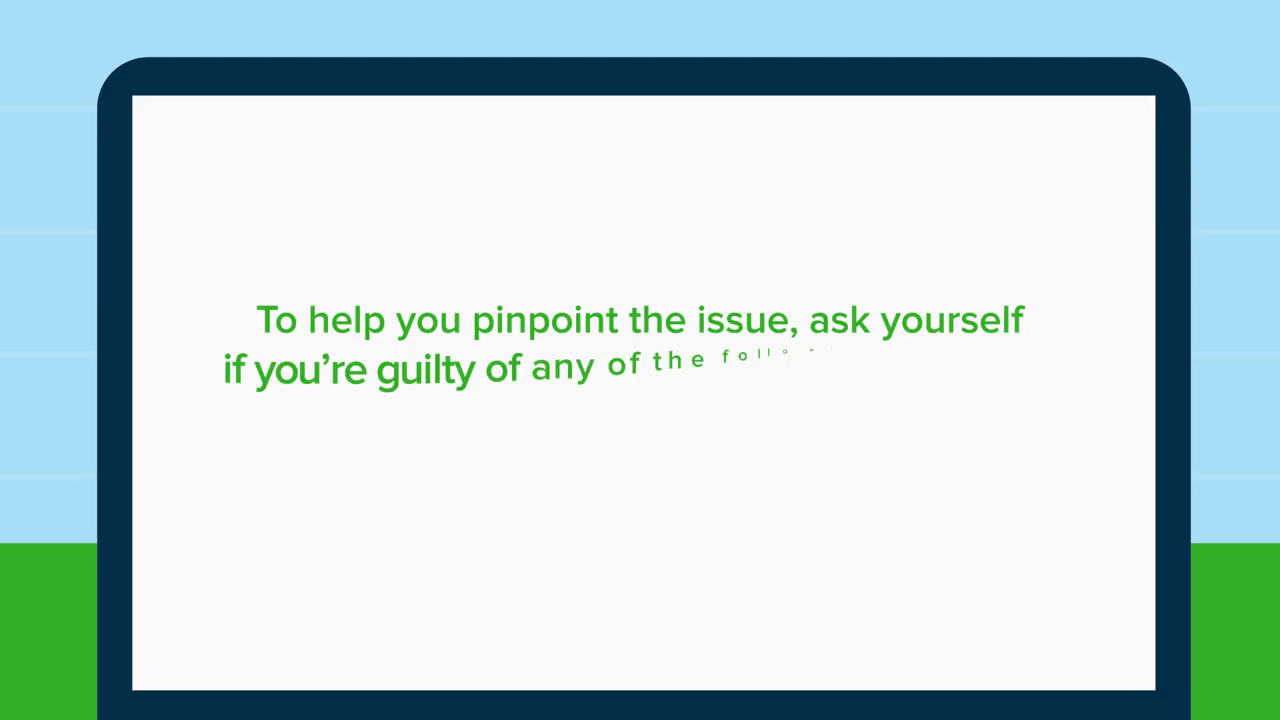 To help you pinpoint the issue, ask yourself
if you’re guilty of any of the